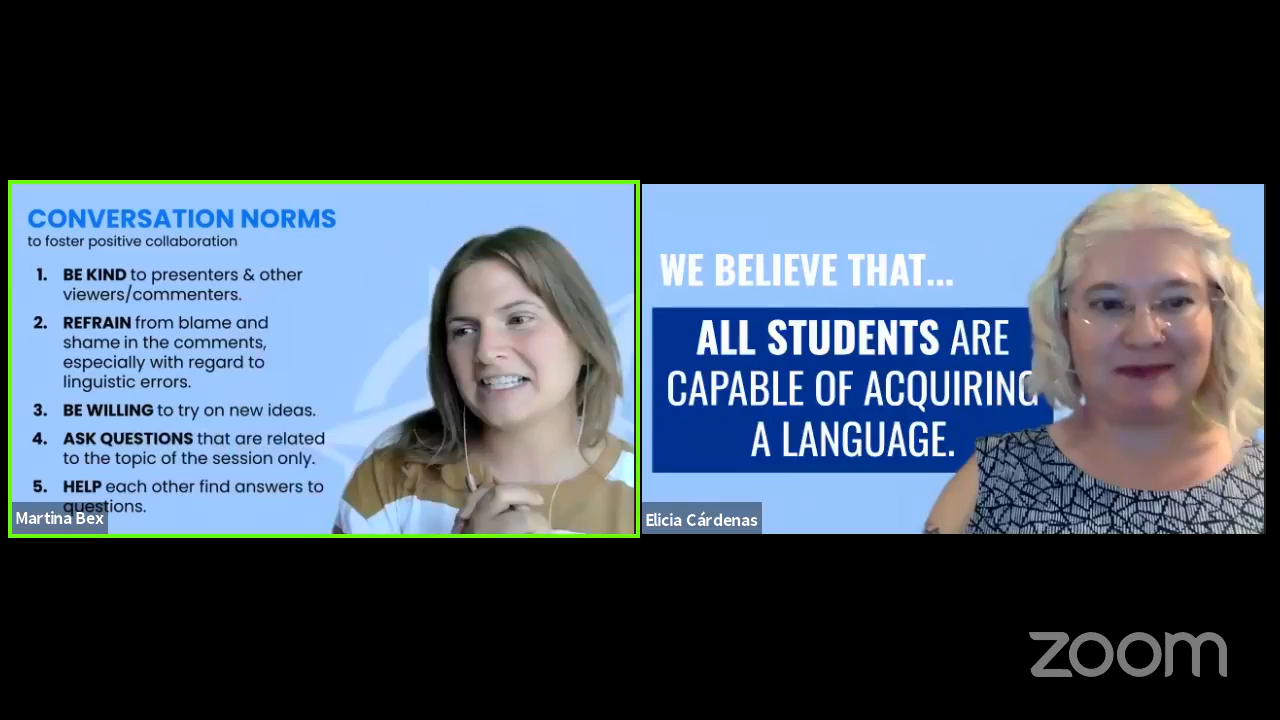 CONVERSATION NORMS
to foster positive collaboration
1. BE KIND to presenters & other
viewers/commenters.
2. REFRAIN from blame and
shame in the comments,
especially with regard to
linguistic errors.
3. BE WILLING to try on new ideas.
4. ASK QUESTIONS that are related
to the topic of the session only.
5. HELP each other find answers to
questions.
Martina Bex
WE BELIEVE THAT...
ALL STUDENTS ARE
CAPABLE OF ACQUIRING
A LANGUAGE.
Elicia Cárdenas
zoom